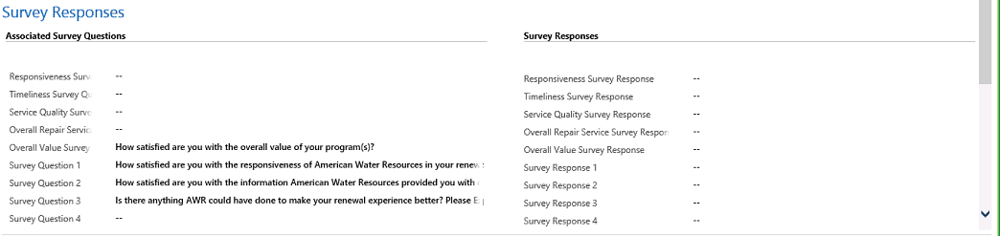 Survey Responses
Associated Survey Questions
Responsiveness Surv --
Timeliness Survey Qu --
Service Quality Surve --
Overall Repair Servic --
Overall Value Survey How satisfied are you with the overall value of your program(s)?
Survey Question 1 How satisfied are you with the responsiveness of American Water Resources in your renew
Survey Question 2 How satisfied are you with the information American Water Resources provided you with
Survey Question 3 Is there anything AWR could have done to make your renewal experience better? Please E
Survey Question 4 --
Survey Responses
Responsiveness Survey Response --
Timeliness Survey Response --
Service Quality Survey Response --
Overall Repair Service Survey Respon --
Overall Value Survey Response --
Survey Response 1 --
Survey Response 2 --
Survey Response 3 --
Survey Response 4 --